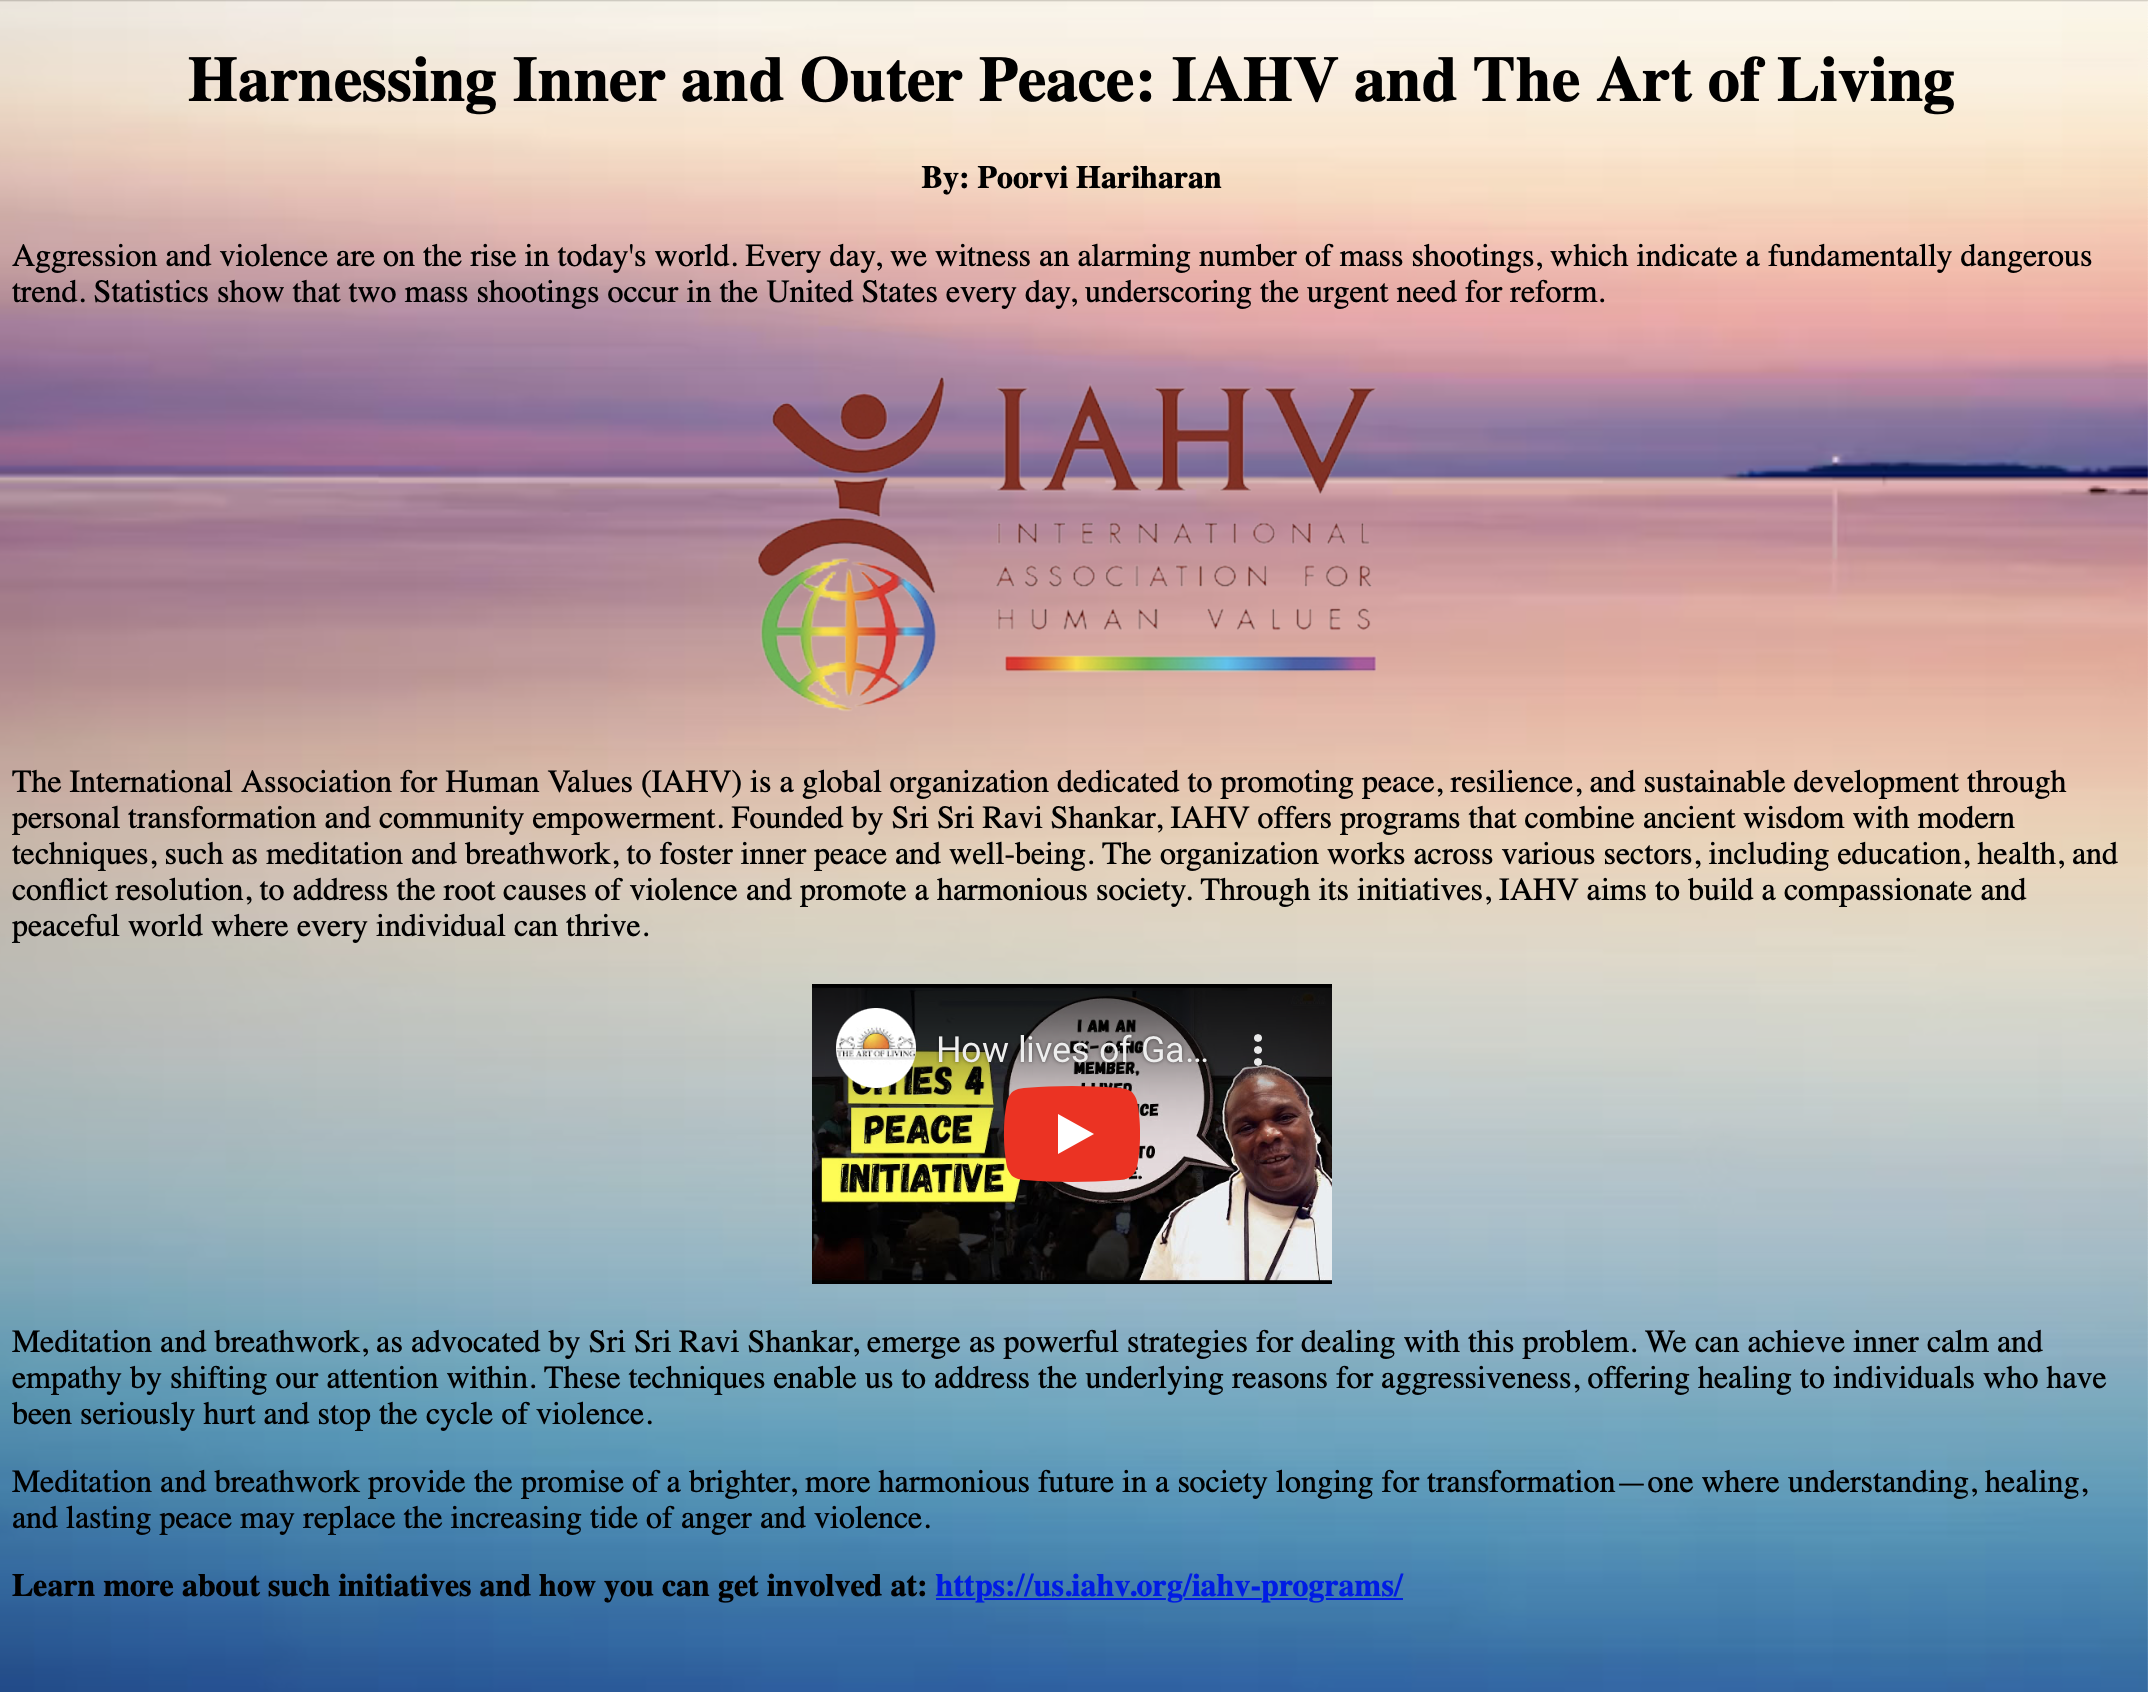 Harnessing Inner and Outer Peace: IAHV and The Art of Living
By: Poorvi Hariharan
Aggression and violence are on the rise in today's world. Every day, we witness an alarming number of mass shootings, which indicate a fundamentally dangerous
trend. Statistics show that two mass shootings occur in the United States every day, underscoring the urgent need for reform.
IAHV
INTERNATIONAL
ASSOCIATION FOR
HUMAN VALUES
The International Association for Human Values (IAHV) is a global organization dedicated to promoting peace, resilience, and sustainable development through
personal transformation and community empowerment. Founded by Sri Sri Ravi Shankar, IAHV offers programs that combine ancient wisdom with modern
techniques, such as meditation and breathwork, to foster inner peace and well-being. The organization works across various sectors, including education, health, and
conflict resolution, to address the root causes of violence and promote a harmonious society. Through its initiatives, IAHV aims to build a compassionate and
peaceful world where every individual can thrive.
THE ART OF LIVING
How lives of Ga...
CITIES 4
PEACE
INITIATIVE
I AM AN
MEMBER,
TO
Meditation and breathwork, as advocated by Sri Sri Ravi Shankar, emerge as powerful strategies for dealing with this problem. We can achieve inner calm and
empathy by shifting our attention within. These techniques enable us to address the underlying reasons for aggressiveness, offering healing to individuals who have
been seriously hurt and stop the cycle of violence.
Meditation and breathwork provide the promise of a brighter, more harmonious future in a society longing for transformation—one where understanding, healing,
and lasting peace may replace the increasing tide of anger and violence.
Learn more about such initiatives and how you can get involved at: https://us.iahv.org/iahv-programs/